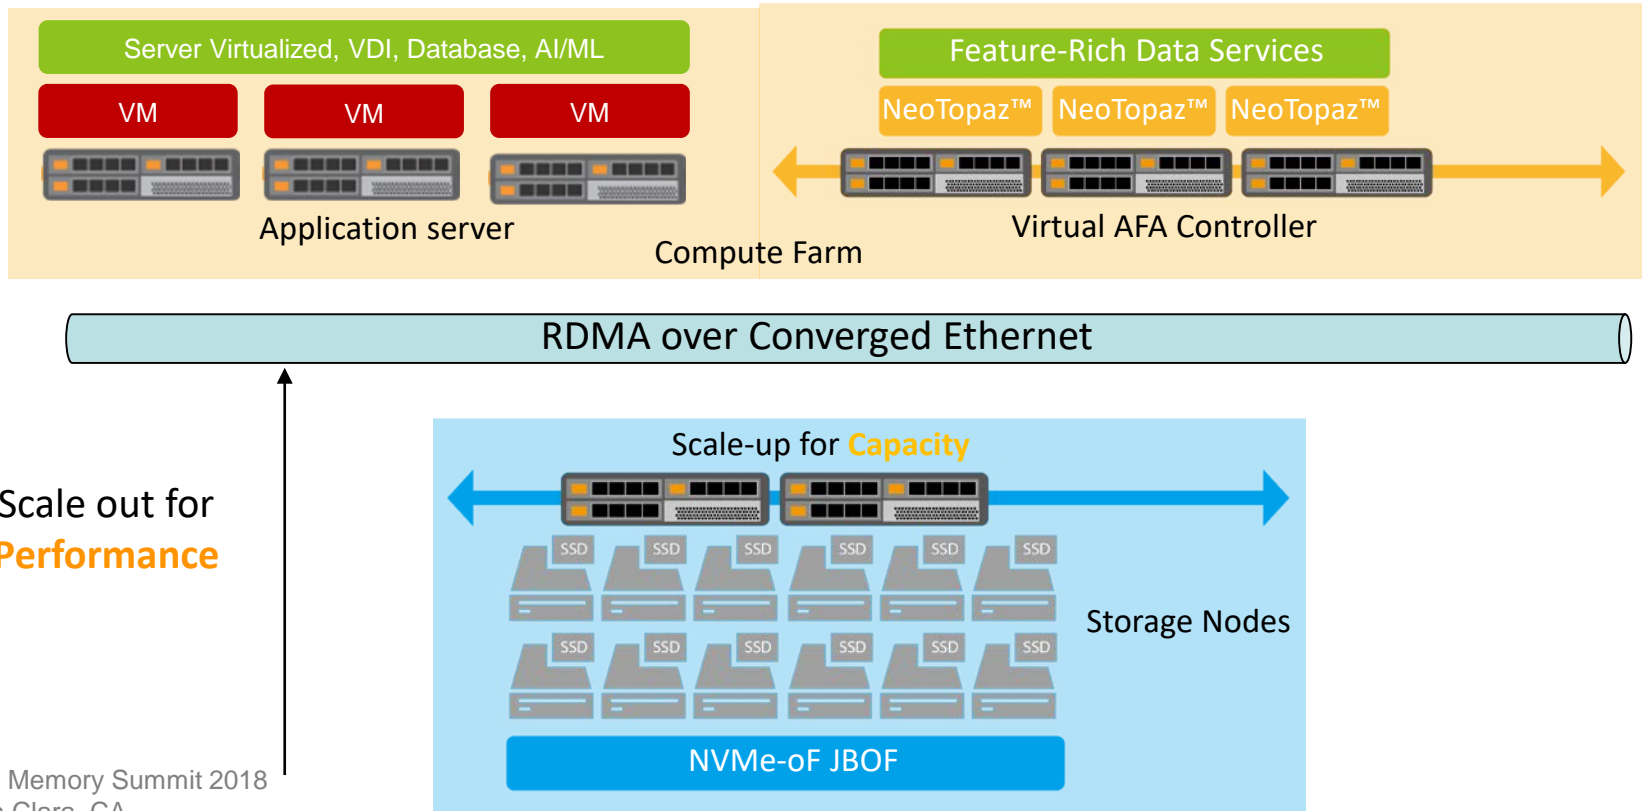 Server Virtualized, VDI, Database, AI/ML
VM
VM
VM
Application server
Feature-Rich Data Services
NeoTopaz™
NeoTopaz™
NeoTopaz™
Virtual AFA Controller
Compute Farm
RDMA over Converged Ethernet
Scale out for
Performance
Scale-up for Capacity
SSD
SSD
SSD
SSD
SSD
SSD
SSD
SSD
SSD
SSD
SSD
SSD
Storage Nodes
NVMe-oF JBOF
Memory Summit 2018
Clara, CA